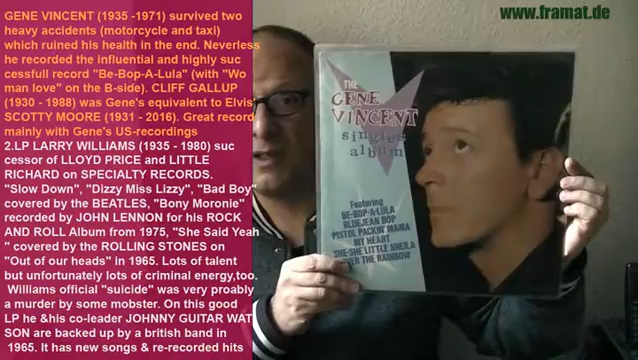 GENE VINCENT (1935 -1971) survived two
heavy accidents (motorcycle and taxi)
which ruined his health in the end. Neverless
he recorded the influential and highly suc
cessfull record "Be-Bop-A-Lula" (with "Wo
man love" on the B-side). CLIFF GALLUP
(1930 - 1988) was Gene's equivalent to Elvis
SCOTTY MOORE (1931 - 2016). Great record
mainly with Gene's US-recordings
2.LP LARRY WILLIAMS (1935 - 1980) suc
cessor of LLOYD PRICE and LITTLE
RICHARD on SPECIALTY RECORDS.
"Slow Down", "Dizzy Miss Lizzy", "Bad Boy"
covered by the BEATLES, "Bony Moronie"
recorded by JOHN LENNON for his ROCK
AND ROLL Album from 1975, "She Said Yeah
" covered by the ROLLING STONES on
"Out of our heads" in 1965. Lots of talent
but unfortunately lots of criminal energy,too.
Williams official "suicide" was very proably
a murder by some mobster. On this good
LP he &his co-leader JOHNNY GUITAR WAT
SON are backed up by a british band in
1965. It has new songs & re-recorded hits
www.framat.de
THE
GENE
VINCENT
singles
album
Featuring
BE-BOP-A-LULA
BLUEJEAN BOP
PISTOL PACKIN' MAMA
MY HEART
SHE-SHE LITTLE SHEILA
OVER THE RAINBOW